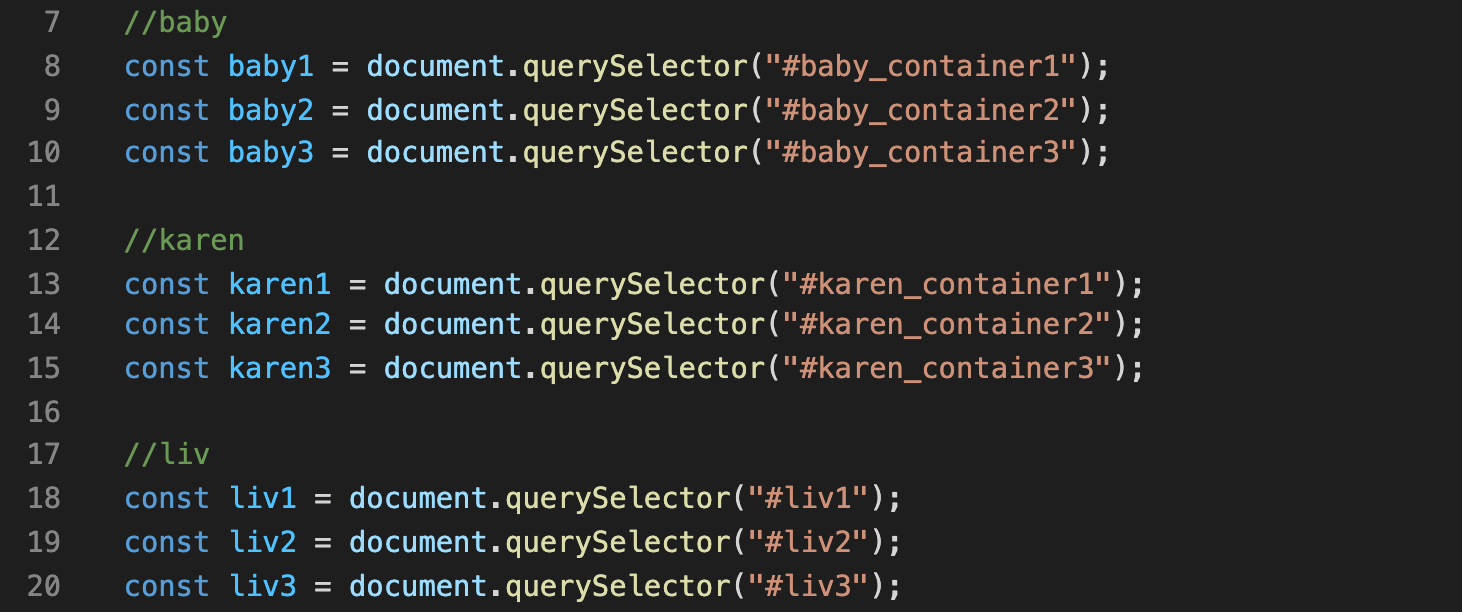 7 //baby
8 const baby1 = document.querySelector("#baby_container1");
9 const baby2 = document.querySelector("#baby_container2");
10 const baby3 = document.querySelector("#baby_container3");
11
12 //karen
13 const karen1 = document.querySelector("#karen_container1");
14 const karen2 = document.querySelector("#karen_container2");
15 const karen3 = document.querySelector("#karen_container3");
16
17 //liv
18 const liv1 = document.querySelector("#liv1");
19 const liv2 = document.querySelector("#liv2");
20 const liv3 = document.querySelector("#liv3");